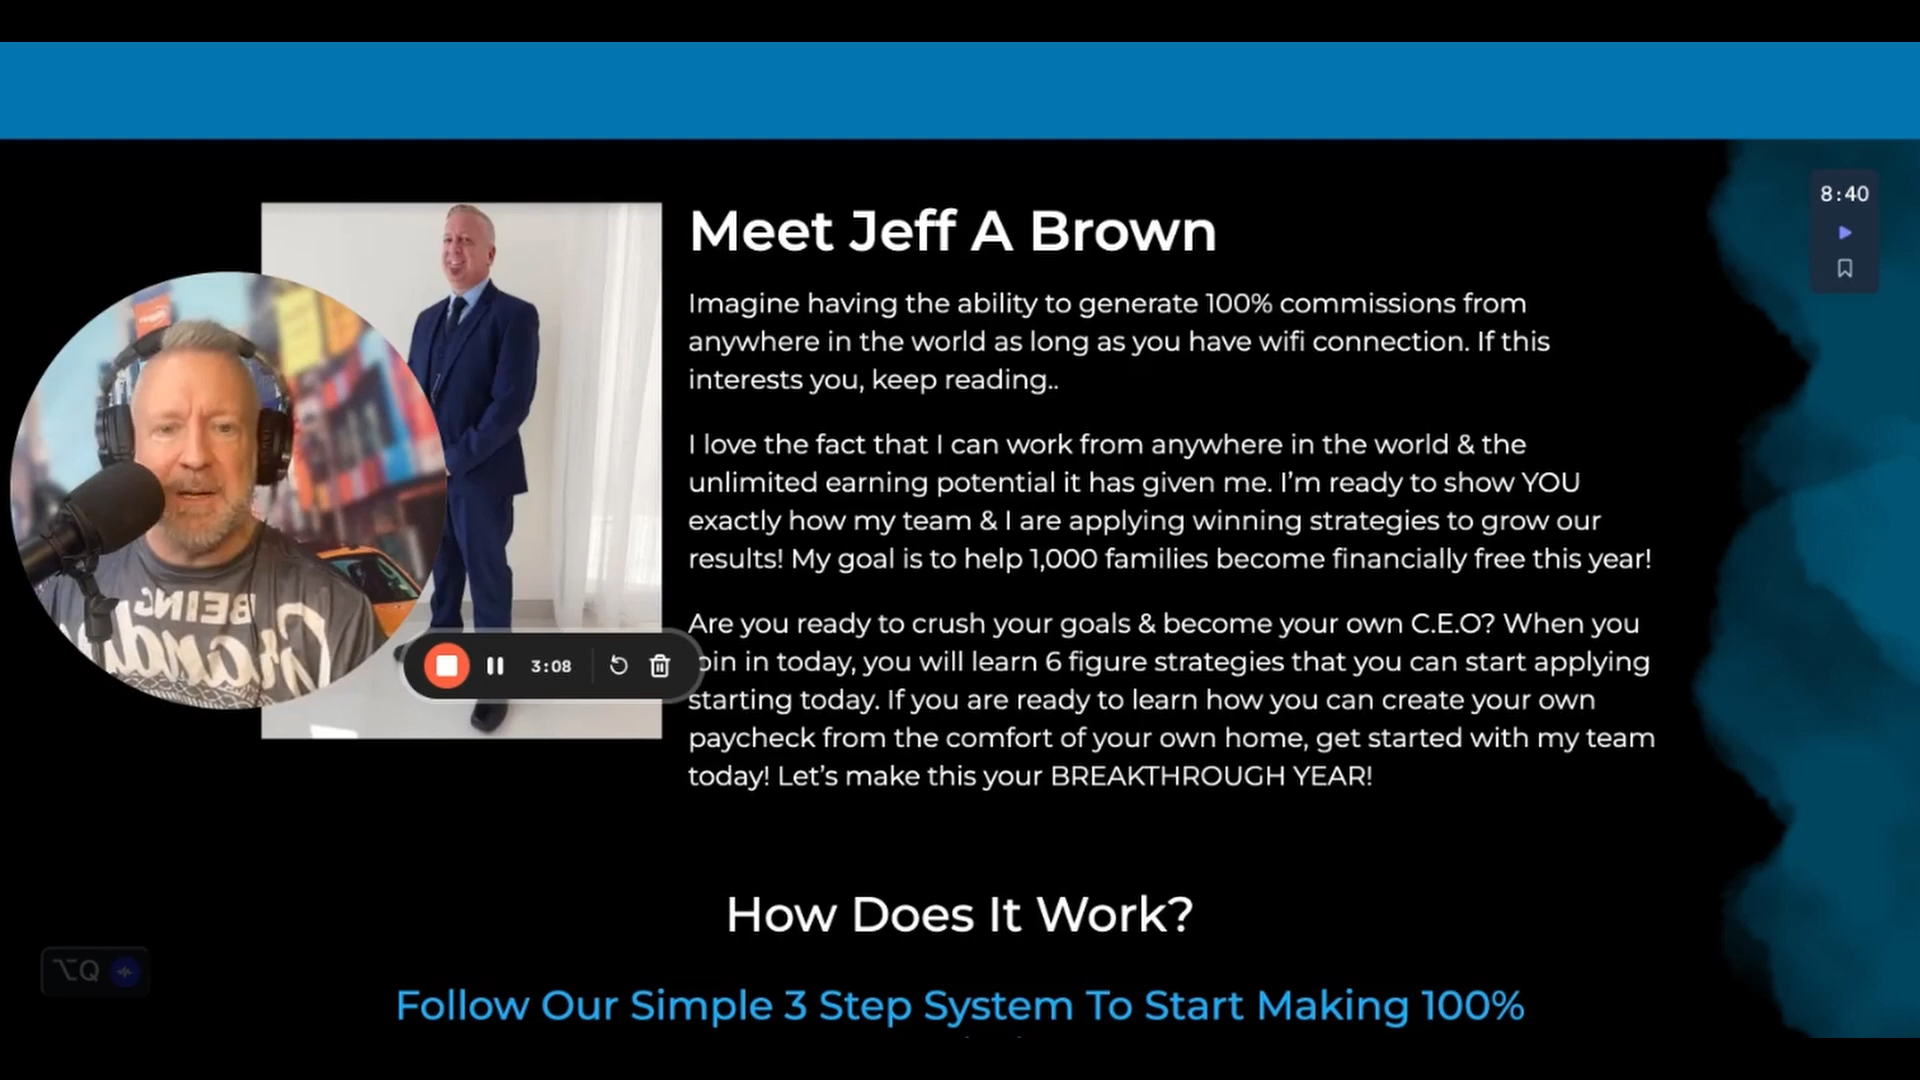 Meet Jeff A Brown
Imagine having the ability to generate 100% commissions from
anywhere in the world as long as you have wifi connection. If this
interests you, keep reading..
I love the fact that I can work from anywhere in the world & the
unlimited earning potential it has given me. I'm ready to show YOU
exactly how my team & I are applying winning strategies to grow our
results! My goal is to help 1,000 families become financially free this year!
Are you ready to crush your goals & become your own C.E.O? When you
in today, you will learn 6 figure strategies that you can start applying
starting today. If you are ready to learn how you can create your own
paycheck from the comfort of your own home, get started with my team
today! Let's make this your BREAKTHROUGH YEAR!
How Does It Work?
Follow Our Simple 3 Step System To Start Making 100%
8:40
BEING
3:08
⌥Q